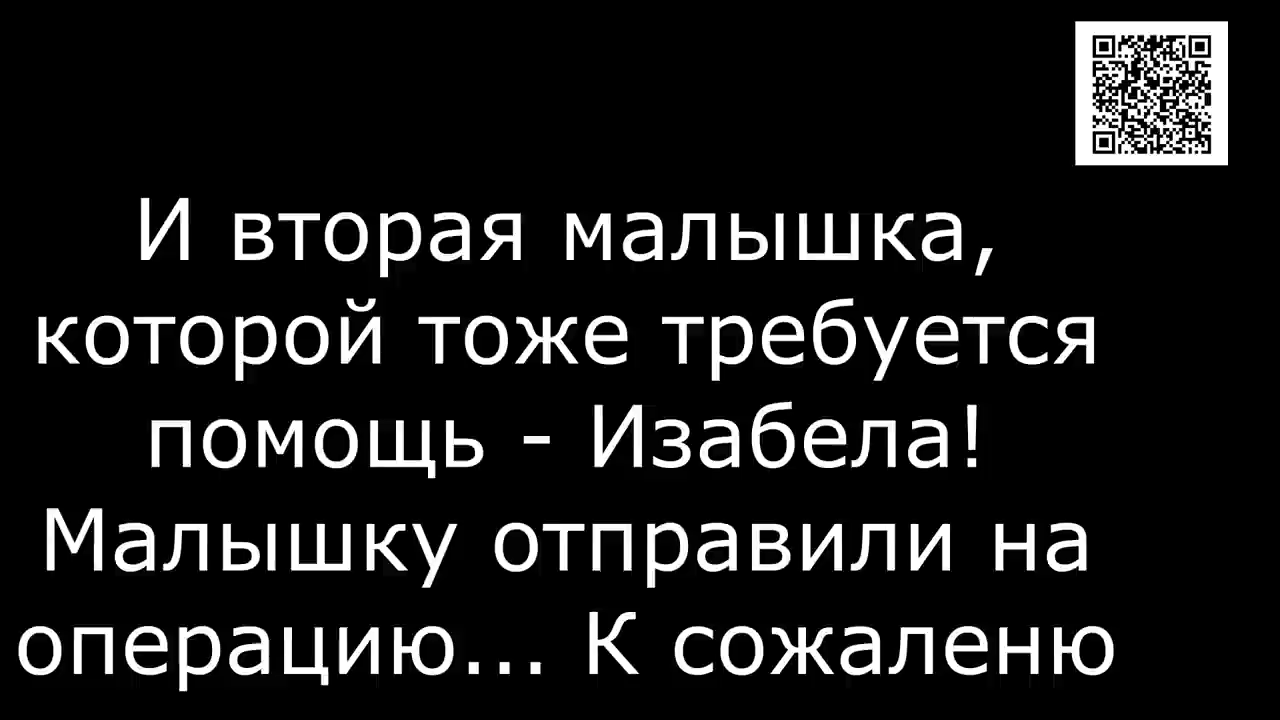 И вторая малышка,
которой тоже требуется
помощь - Изабела!
Малышку отправили на
операцию... К сожаленю